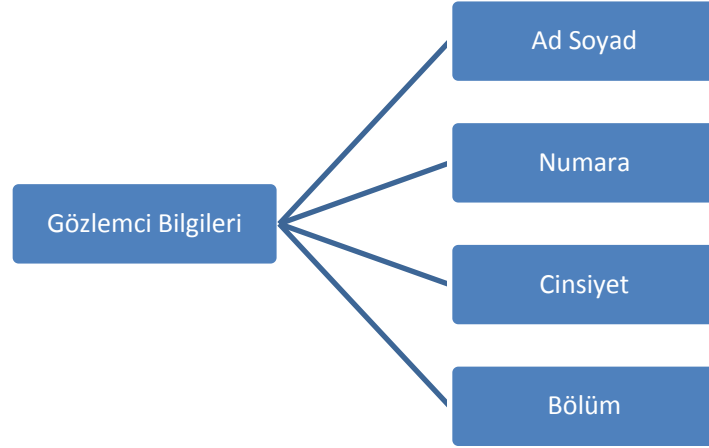 Ad Soyad
Numara
Gözlemci Bilgileri
Cinsiyet
Bölüm